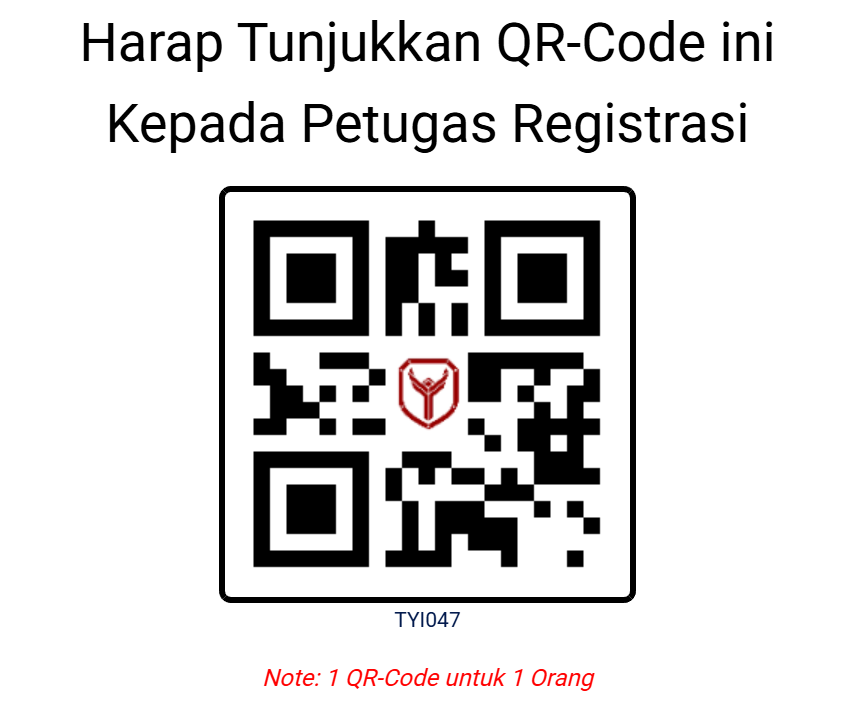 Harap Tunjukkan QR-Code ini
Kepada Petugas Registrasi
TYI047
Note: 1 QR-Code untuk 1 Orang